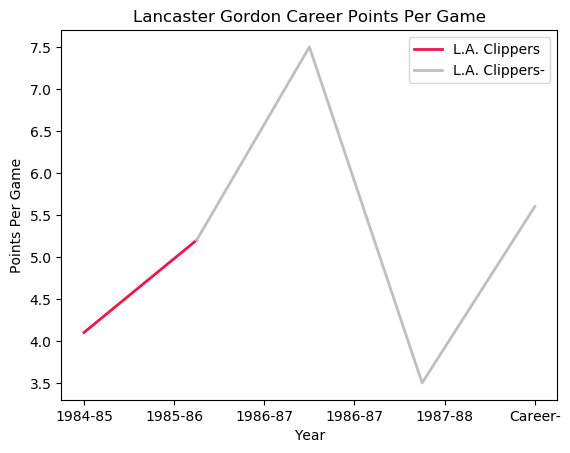 Lancaster Gordon Career Points Per Game
L.A. Clippers
L.A. Clippers-
7.5
7.0
6.5
6.0
5.5
5.0
4.5
4.0
3.5
Points Per Game
1984-85 1985-86 1986-87 1986-87 1987-88 Career-
Year